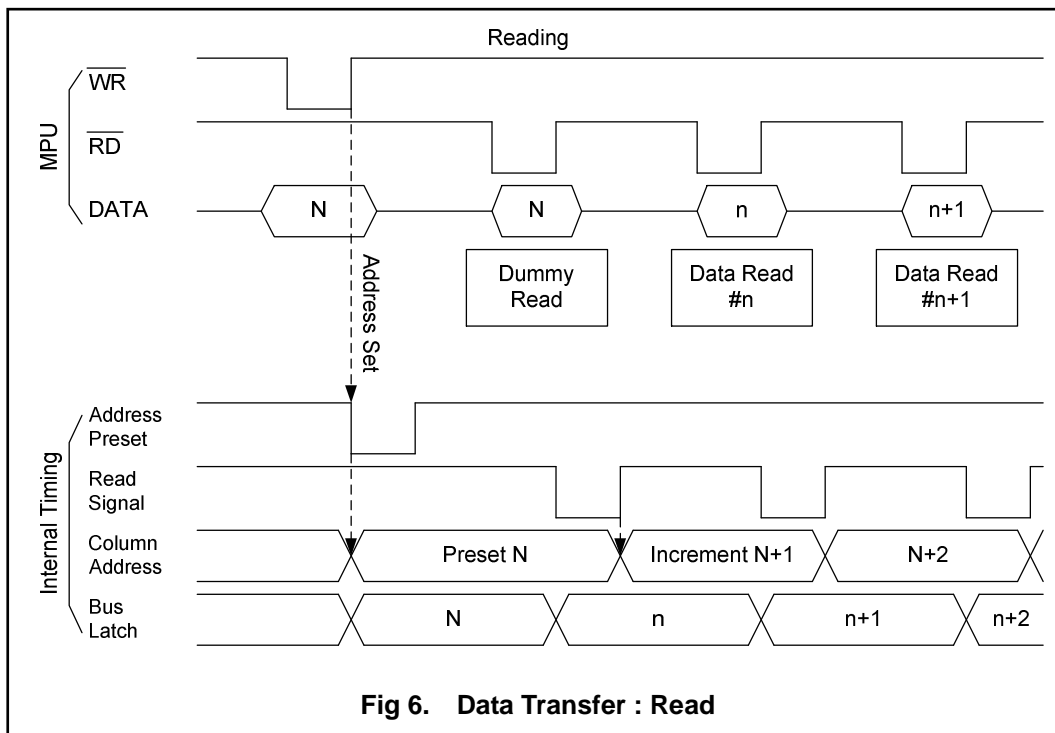 Reading
MPU
WR
RD
DATA
N
N
n
n+1
Dummy
Read
Data Read
#n
Data Read
#n+1
Address Set
Internal Timing
Address
Preset
Read
Signal
Column
Address
Preset N
Increment N+1
N+2
Bus
Latch
N
n
n+1
n+2
Fig 6. Data Transfer : Read